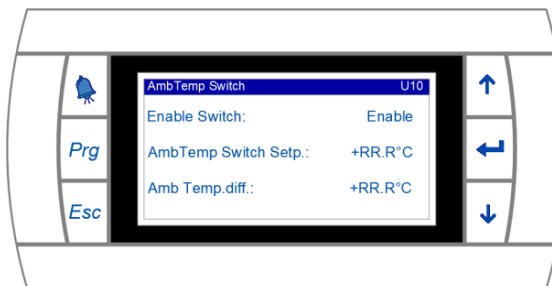 AmbTemp Switch U10
Enable Switch: Enable
Prg
AmbTemp Switch Setp.: +RR.R°C
Amb Temp.diff.: +RR.R°C
Esc